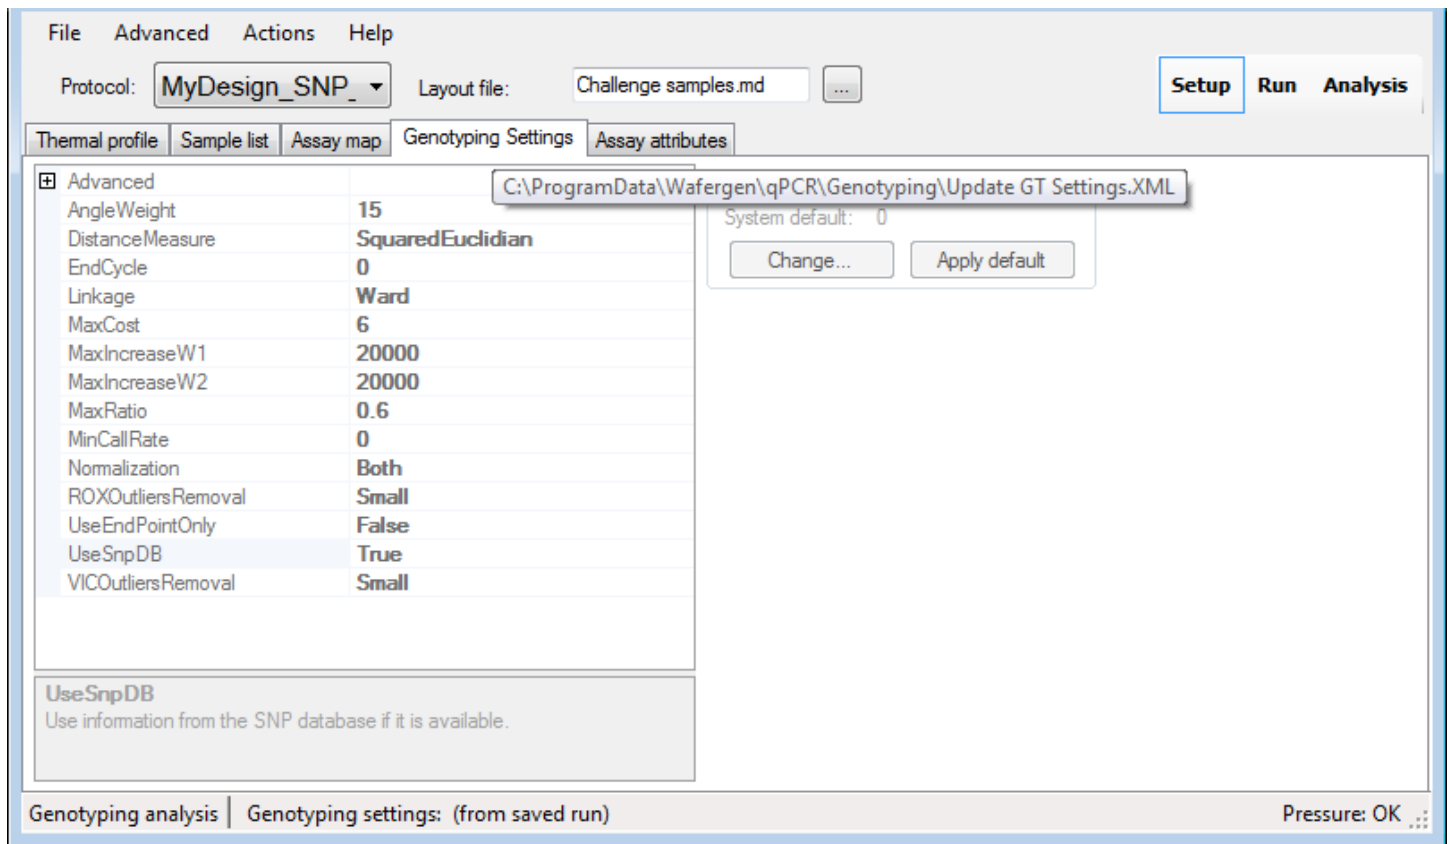 File Advanced Actions Help
Protocol: MyDesign_SNP_ Layout file: Challenge samples.md ... Setup Run Analysis
Thermal profile Sample list Assay map Genotyping Settings Assay attributes
Advanced
C:\ProgramData\Wafergen\qPCR\Genotyping\Update GT Settings.XML
AngleWeight 15
System default: 0
DistanceMeasure SquaredEuclidian
Change... Apply default
EndCycle 0
Linkage Ward
MaxCost 6
MaxIncreaseW1 20000
MaxIncreaseW2 20000
MaxRatio 0.6
MinCallRate 0
Normalization Both
ROXOutliersRemoval Small
UseEndPointOnly False
UseSnpDB True
VICOutliersRemoval Small
UseSnpDB
Use information from the SNP database if it is available.
Genotyping analysis Genotyping settings: (from saved run) Pressure: OK